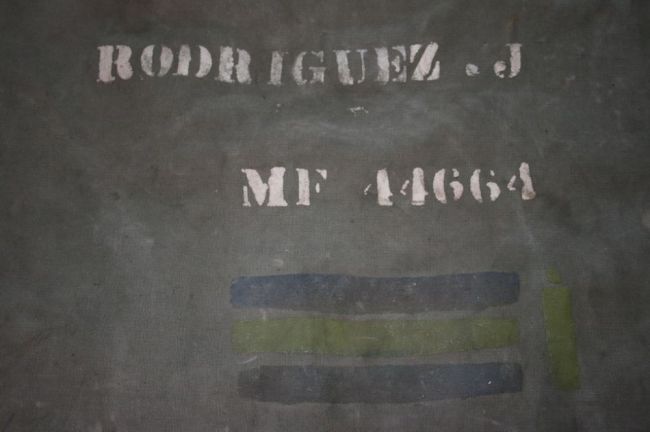 RODRIGUEZ . J
MF 44664